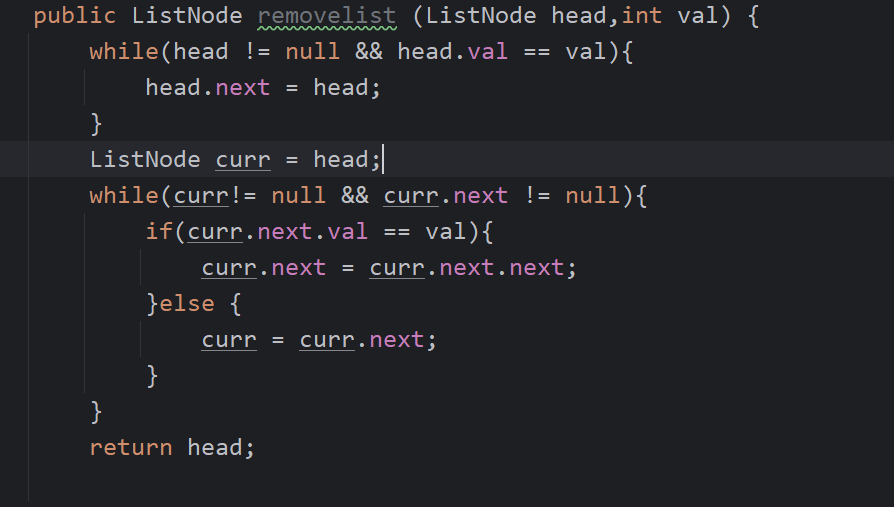 public ListNode removelist (ListNode head,int val) {
    while(head != null && head.val == val){
        head.next = head;
    }
    ListNode curr = head;
    while(curr!= null && curr.next != null){
        if(curr.next.val == val){
            curr.next = curr.next.next;
        }else {
            curr = curr.next;
        }
    }
    return head;